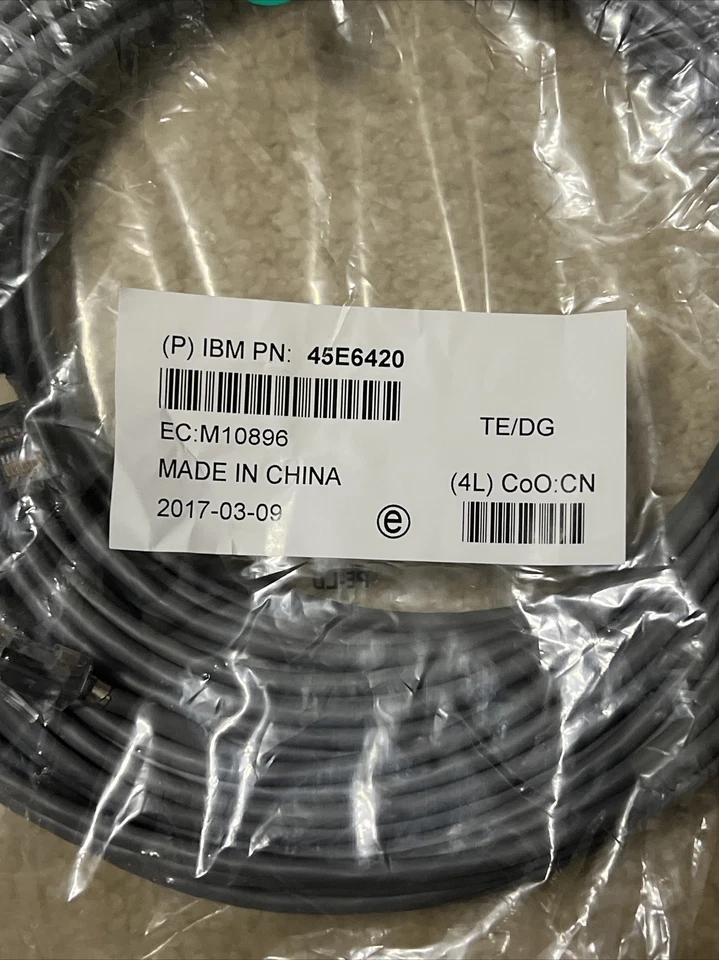 (P) IBM PN: 45E6420
EC:M10896
TE/DG
MADE IN CHINA
(4L) CoO:CN
2017-03-09
e